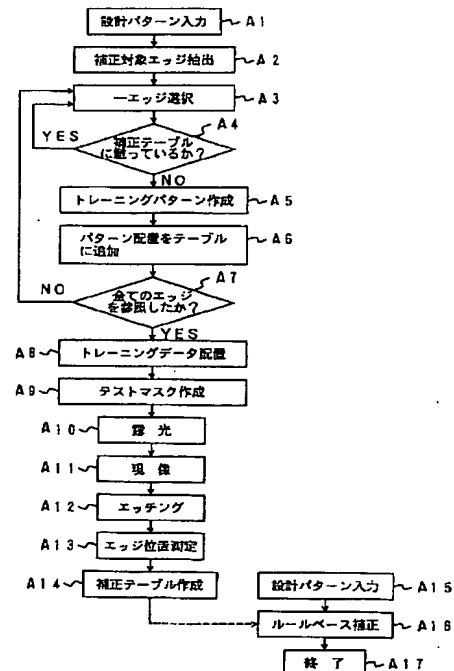 設計パターン入力 A1
補正対象エッジ抽出 A2
一エッジ選択 A3
A4
YES
補正テーブル
に載っているか?
NO
トレーニングパターン作成 A5
パターン配置をテーブル
に追加 A6
A7
NO
全てのエッジ
を参照したか?
YES
A8 トレーニングデータ配置
A9 テストマスク作成
A10 露光
A11 現像
A12 エッチング
A13 エッジ位置測定
A14 補正テーブル作成
設計パターン入力 A15
ルールベース補正 A16
終了 A17